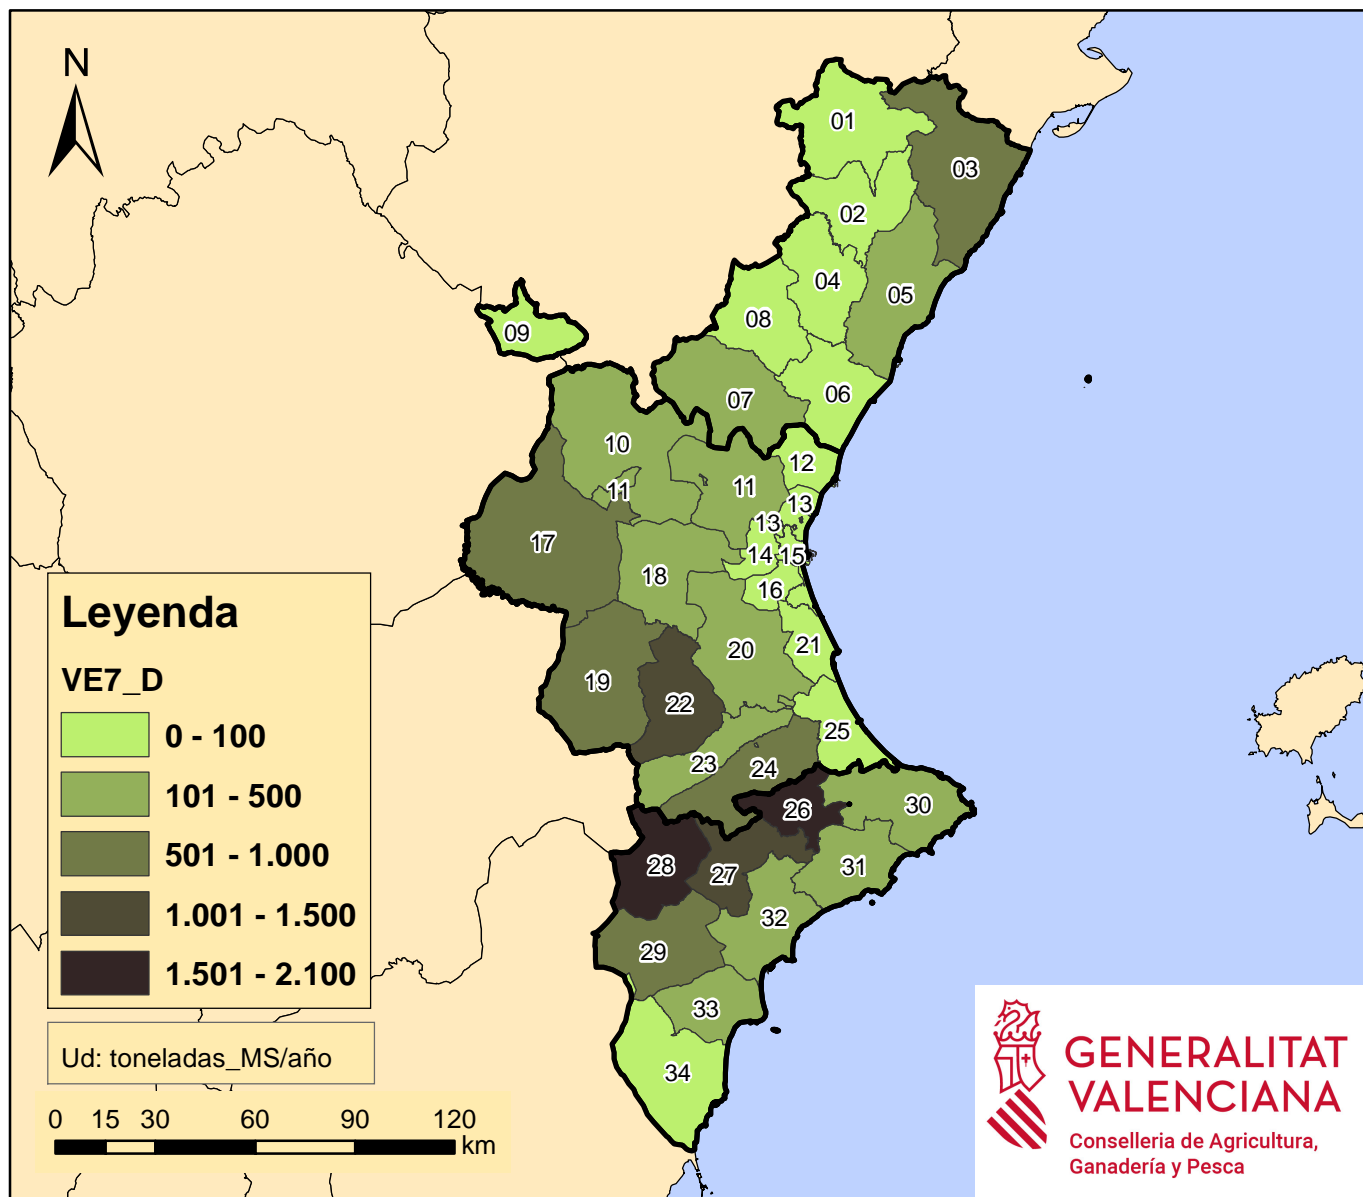 N
01
03
02
04
05
08
09
06
07
10
12
11
11
13
13
17
14
15
18
16
21
20
19
22
25
23
24
30
26
28
27
31
32
29
33
34
Leyenda
VE7_D
0 - 100
101 - 500
501 - 1.000
1.001 - 1.500
1.501 - 2.100
Ud: toneladas_MS/año
0 15 30 60 90 120
km
GENERALITAT
VALENCIANA
Conselleria de Agricultura,
Ganadería y Pesca